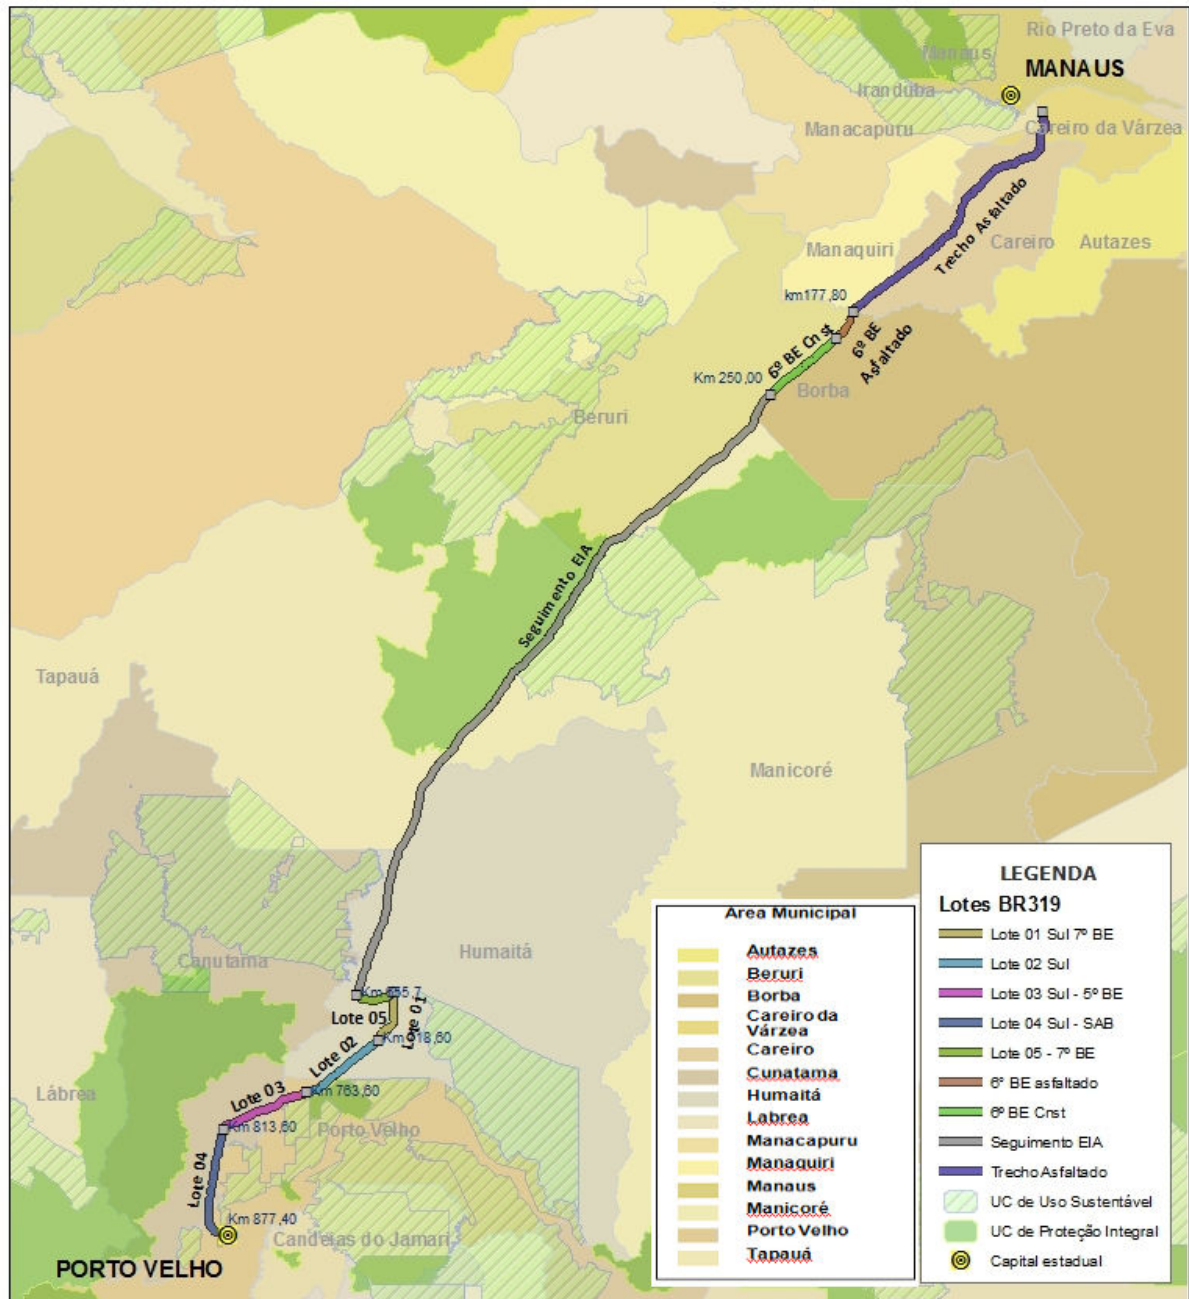 Rio Preto da Eva
Manaus
MANAUS
Iranduba
Manacapuru
Careiro da Várzea
Trecho Asfaltado
Careiro
Autazes
Manaquiri
km177,80
6º BE Cnst
6º BE
Asfaltado
Km 250,00
Borba
Beruri
Seguimento EIA
Tapauá
Manicoré
Humaitá
Canutama
Km 655,7
Lote 05
Lote 01
Lote 02
Lote 03
Km 763,60
Lábrea
Km 813,60
Porto Velho
Lote 04
Km 877,40
Candeias do Jamari
PORTO VELHO
Area Municipal
Autazes
Beruri
Borba
Careiro da
Várzea
Careiro
Cunatama
Humaitá
Labrea
Manacapuru
Manaquiri
Manaus
Manicoré
Porto Velho
Tapauá
LEGENDA
Lotes BR319
Lote 01 Sul 7º BE
Lote 02 Sul
Lote 03 Sul - 5º BE
Lote 04 Sul - SAB
Lote 05 - 7º BE
6º BE asfaltado
6º BE Cnst
Seguimento EIA
Trecho Asfaltado
UC de Uso Sustentável
UC de Proteção Integral
Capital estadual